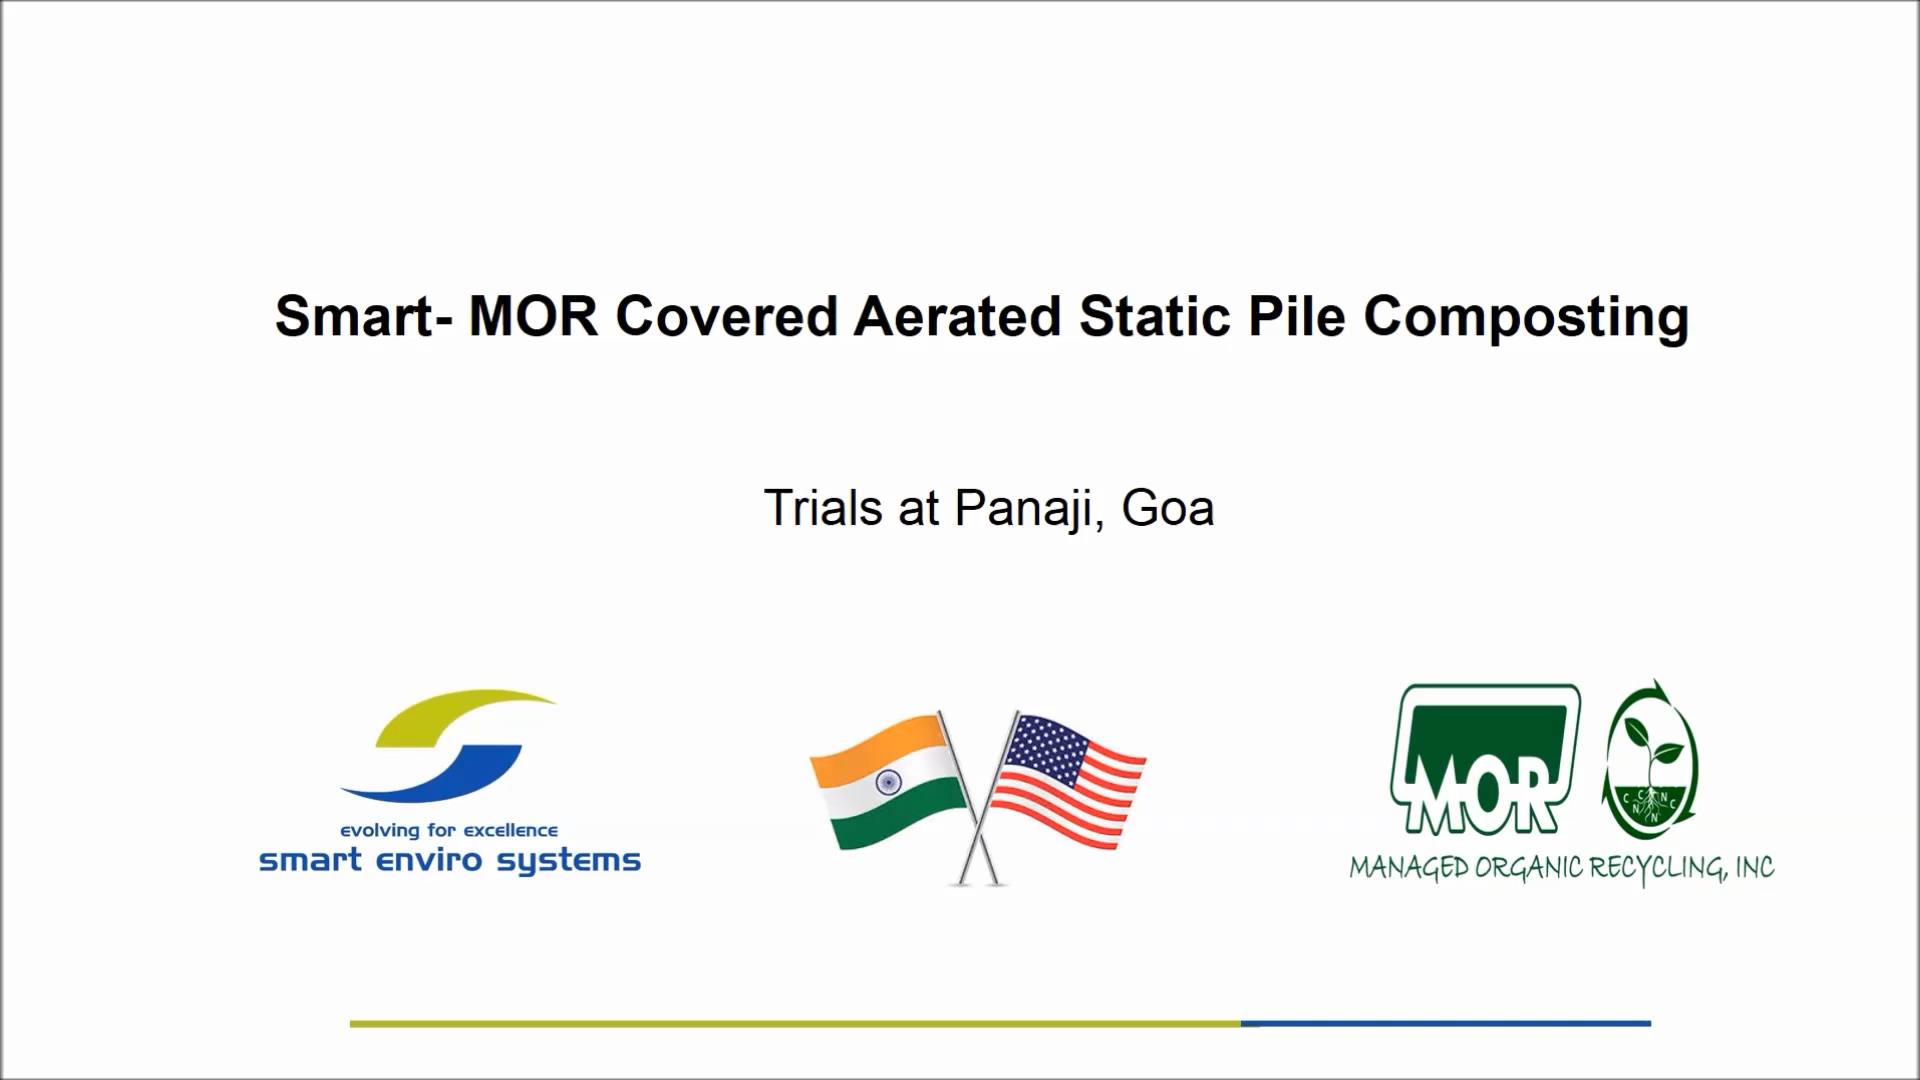 Smart- MOR Covered Aerated Static Pile Composting
Trials at Panaji, Goa
evolving for excellence
smart enviro systems
MOR
C C N C
N N
MANAGED ORGANIC RECYCLING, INC